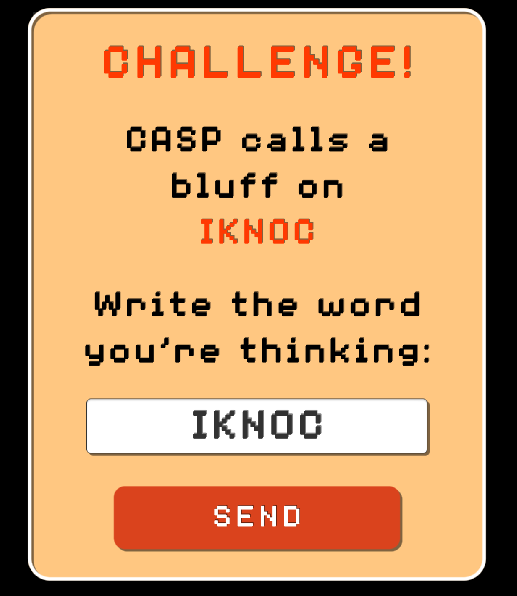 CHALLENGE!
CASP calls a
bluff on
IKNOC
Write the word
you're thinking:
IKNOC
SEND